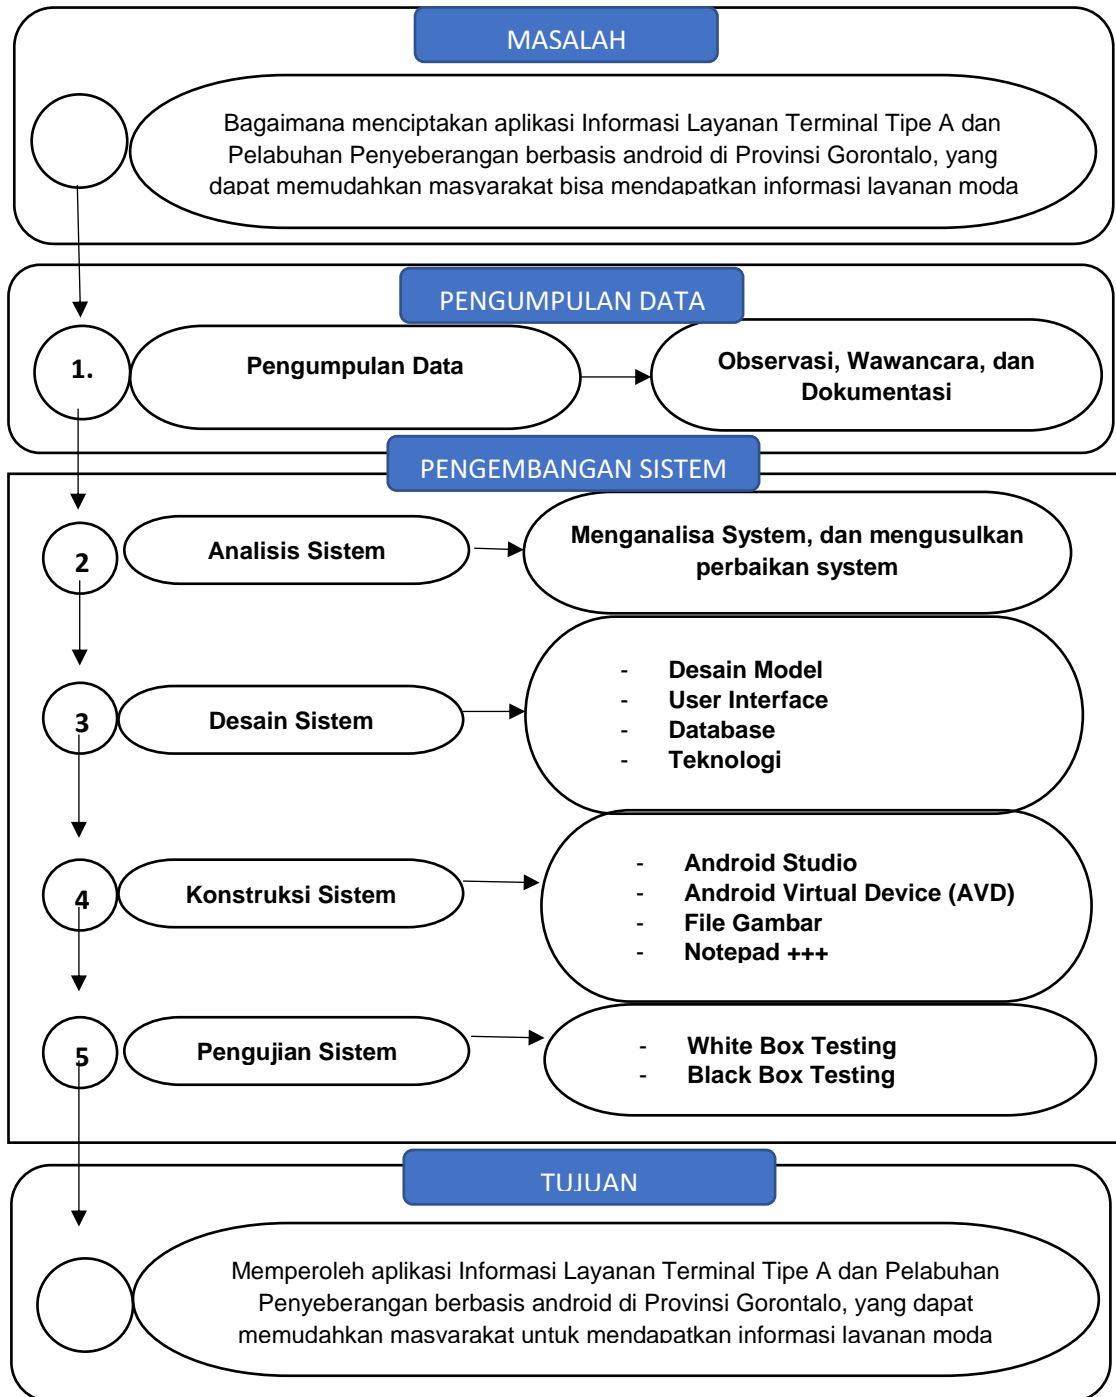 MASALAH
Bagaimana menciptakan aplikasi Informasi Layanan Terminal Tipe A dan
Pelabuhan Penyeberangan berbasis android di Provinsi Gorontalo, yang
dapat memudahkan masyarakat bisa mendapatkan informasi layanan moda
PENGUMPULAN DATA
1.
Pengumpulan Data
Observasi, Wawancara, dan
Dokumentasi
PENGEMBANGAN SISTEM
2
Analisis Sistem
Menganalisa System, dan mengusulkan
perbaikan system
3
Desain Sistem
- Desain Model
- User Interface
- Database
- Teknologi
4
Konstruksi Sistem
- Android Studio
- Android Virtual Device (AVD)
- File Gambar
- Notepad +++
5
Pengujian Sistem
- White Box Testing
- Black Box Testing
TUJUAN
Memperoleh aplikasi Informasi Layanan Terminal Tipe A dan Pelabuhan
Penyeberangan berbasis android di Provinsi Gorontalo, yang dapat
memudahkan masyarakat untuk mendapatkan informasi layanan moda